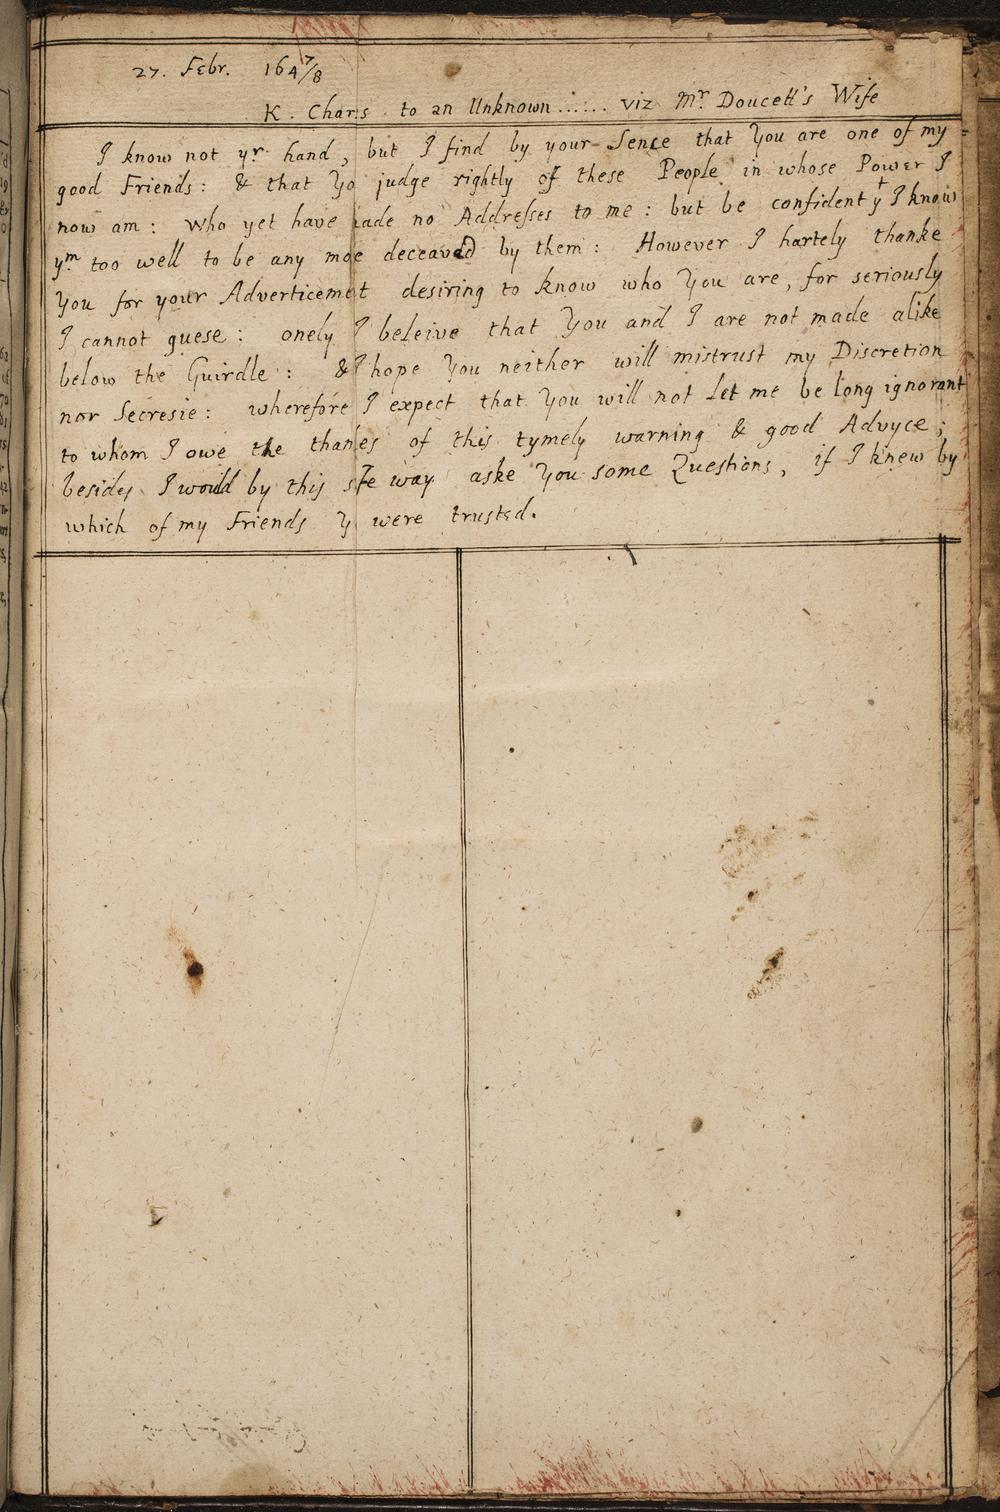 27. Febr. 164 7/8
K. Chars to an Unknown...... viz Mr. Doucett's Wife
I know not yr hand, but I find by your Sence that You are one of my
good Friends: & that Yo judge rightly of these People in whose Power I
now am: who yet have ade no Addresses to me: but be confident yt I know
ym too well to be any moe deceaved by them: However I hartely thanke
You for your Adverticemet desiring to know who You are, for seriously
I cannot guese: onely I beleive that You and I are not made alike
below the Guirdle: & I hope You neither will mistrust my Discretion
nor Secresie: wherefore I expect that You will not Let me be long ignorant
to whom I owe the thankes of this tymely warning & good Advyce;
besides I would by this sfe way aske You some Questions, if I knew by
which of my Friends Y were trusted.